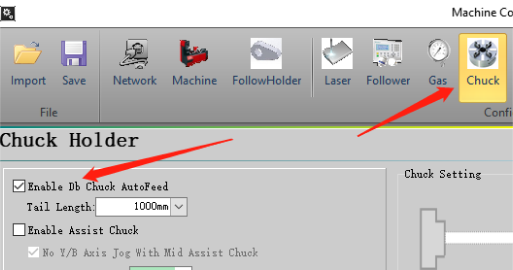 Machine Co
Import Save Network Machine FollowHolder Laser Follower Gas Chuck
File Confi
Chuck Holder
Enable Db Chuck AutoFeed
Chuck Setting
Tail Length: 1000mm
Enable Assist Chuck
No Y/B Axis Jog With Mid Assist Chuck